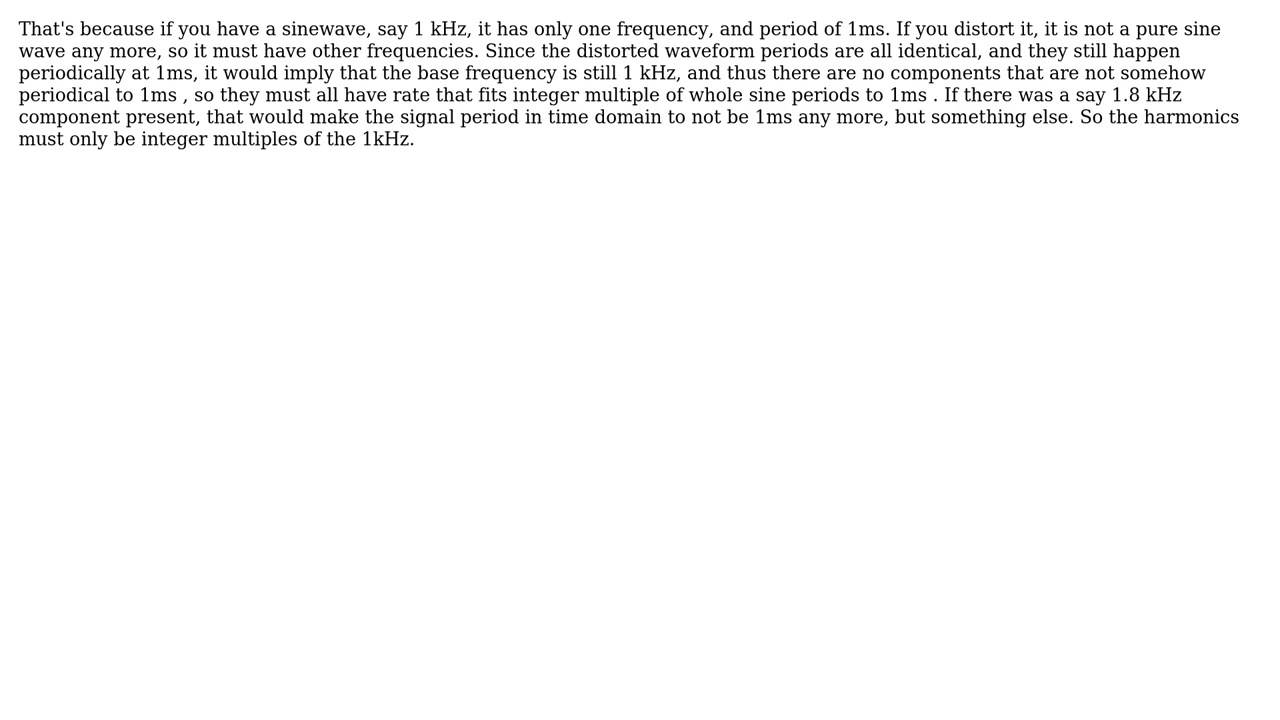 That's because if you have a sinewave, say 1 kHz, it has only one frequency, and period of 1ms. If you distort it, it is not a pure sine
wave any more, so it must have other frequencies. Since the distorted waveform periods are all identical, and they still happen
periodically at 1ms, it would imply that the base frequency is still 1 kHz, and thus there are no components that are not somehow
periodical to 1ms , so they must all have rate that fits integer multiple of whole sine periods to 1ms . If there was a say 1.8 kHz
component present, that would make the signal period in time domain to not be 1ms any more, but something else. So the harmonics
must only be integer multiples of the 1kHz.